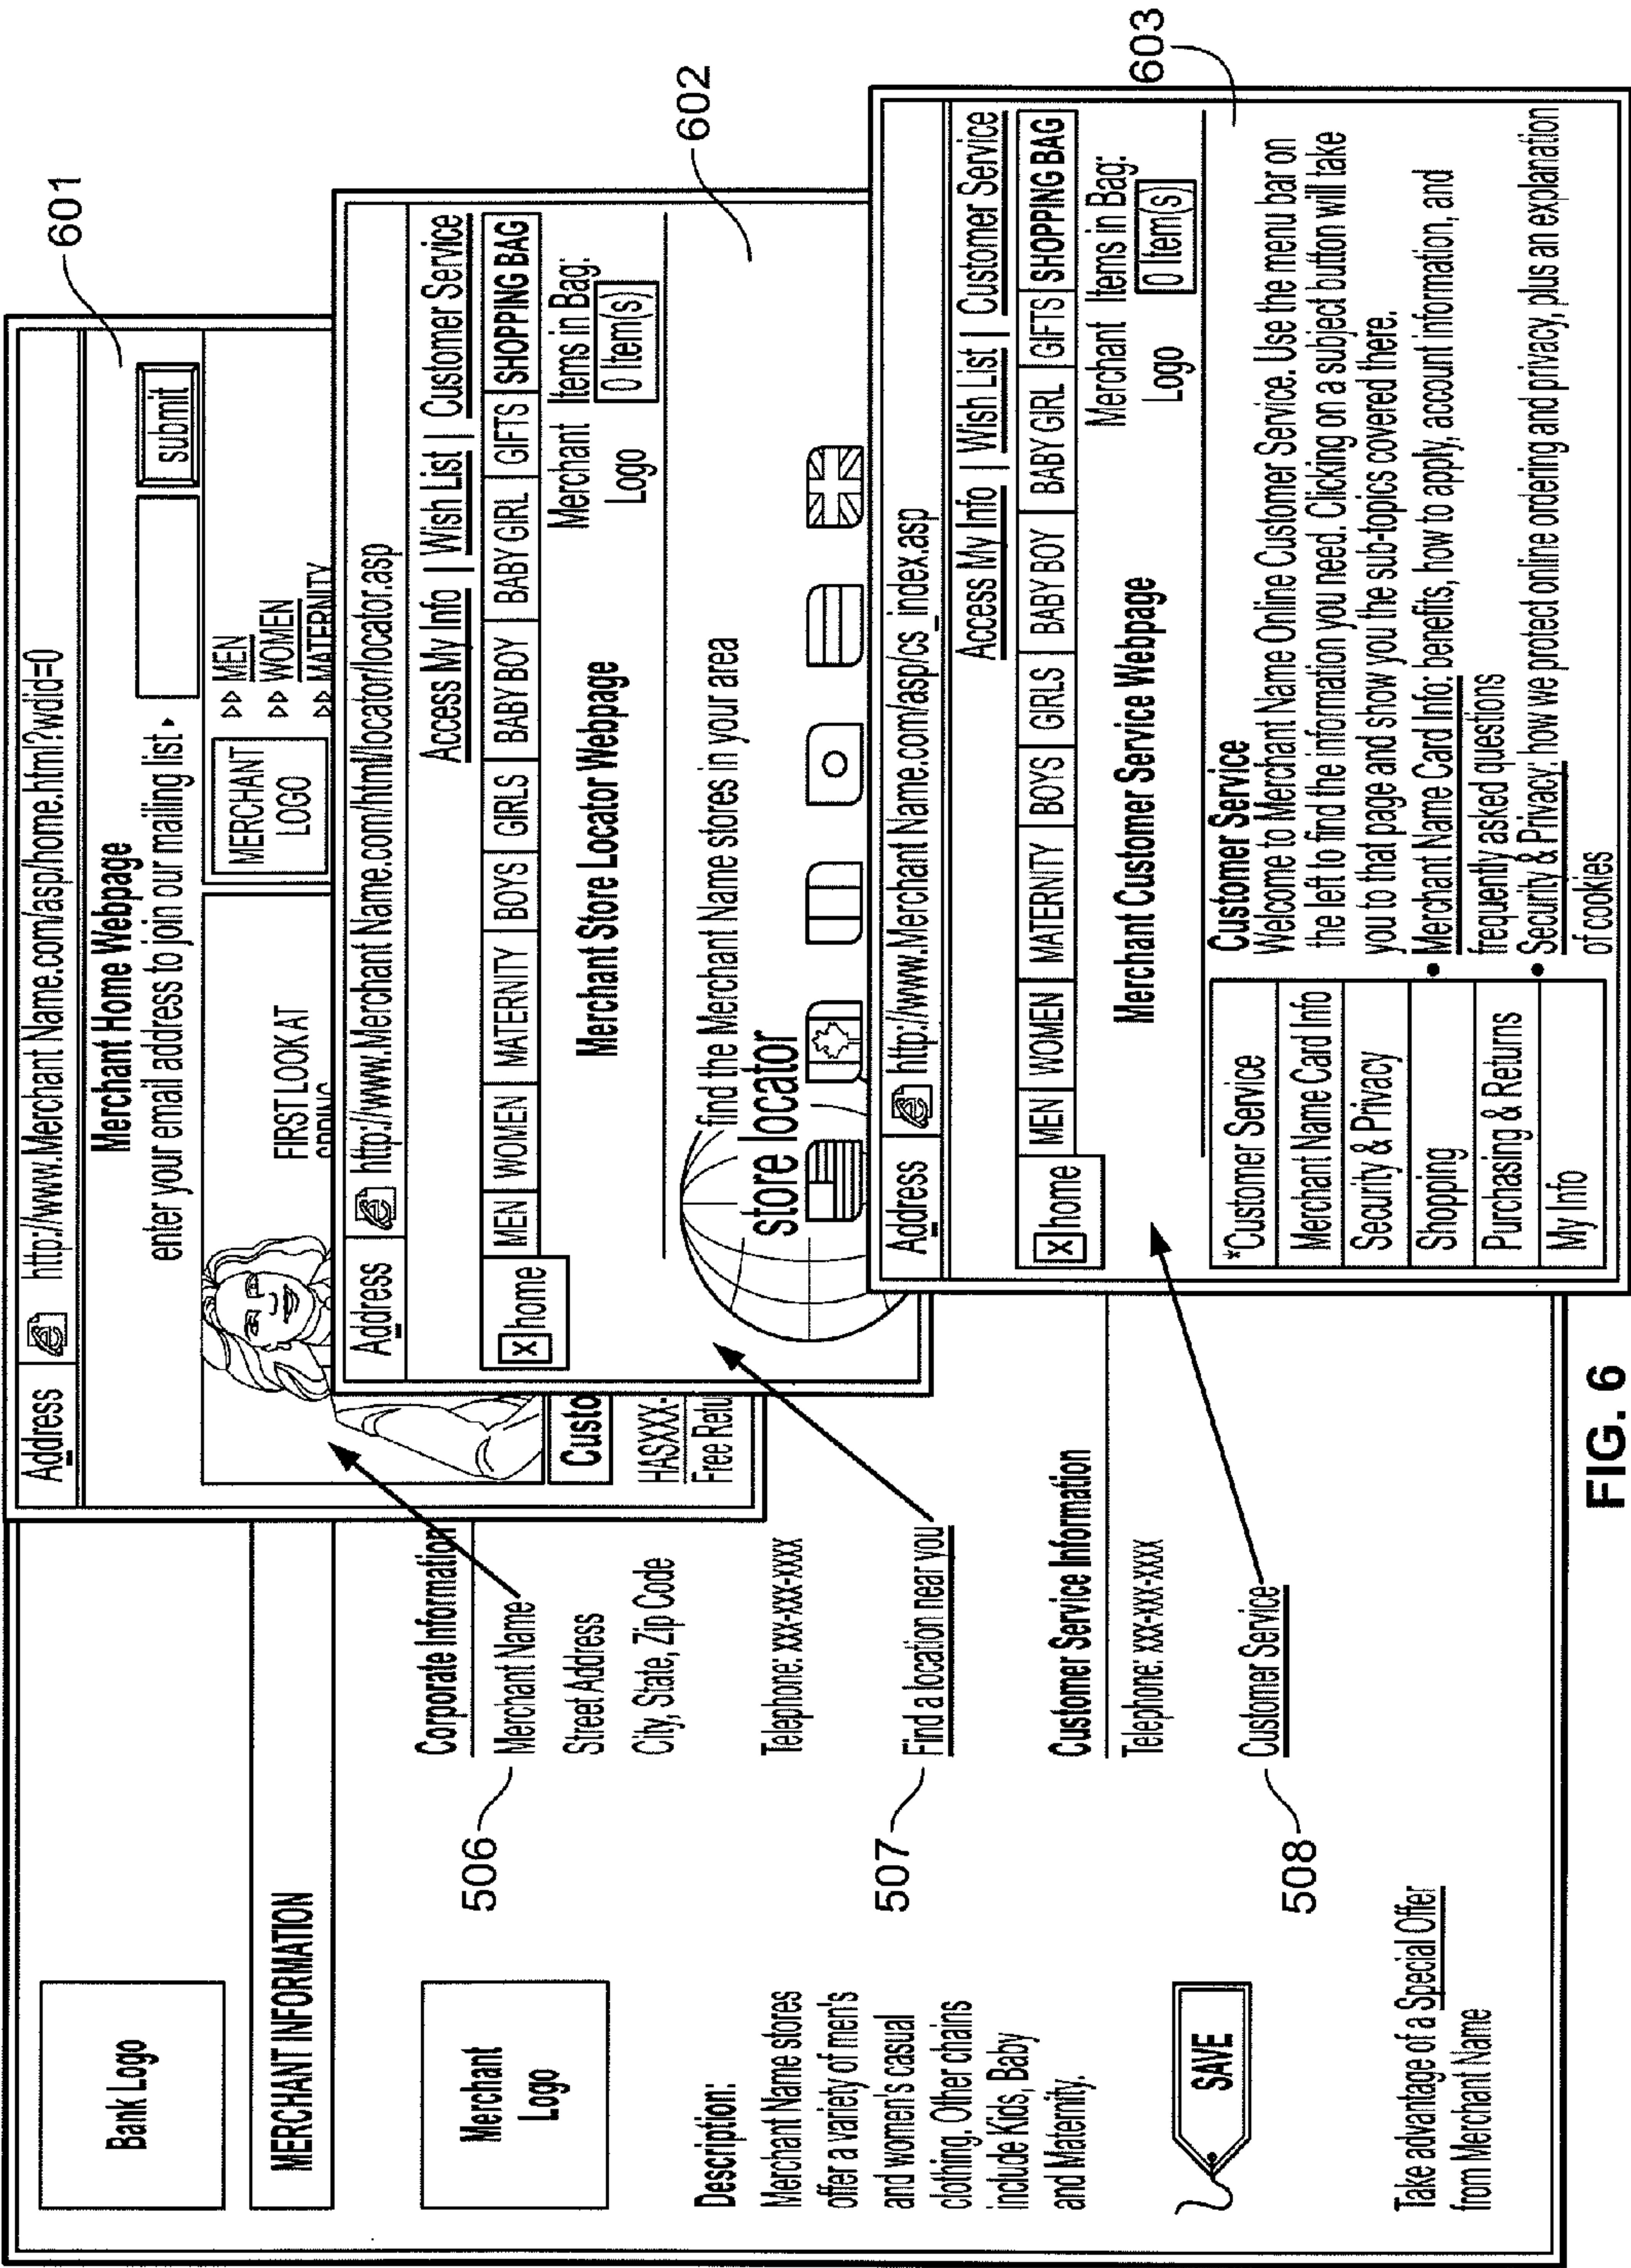 Bank Logo
MERCHANT INFORMATION
Merchant
Logo
Description:
Merchant Name stores
offer a variety of men's
and women's casual
clothing. Other chains
include Kids, Baby
and Maternity.
SAVE
Take advantage of a Special Offer
from Merchant Name
Corporate Information
506
Merchant Name
Street Address
City, State, Zip Code
Telephone: xxx-xxx-xxxx
507
Find a location near you
Customer Service Information
Telephone: xxx-xxx-xxx
508
Customer Service
601
Address
http://www.Merchant Name.com/asp/home.html?wdid=0
Merchant Home Webpage
enter your email address to join our mailing list
submit
FIRST LOOK AT
MERCHANT
LOGO
MEN
WOMEN
MATERNITY
Custo
HASXXX-
Free Retu
602
Address
http://www.Merchant Name.com/html/locator/locator.asp
Access My Info | Wish List | Customer Service
x home
MEN WOMEN MATERNITY BOYS GIRLS BABY BOY BABY GIRL GIFTS SHOPPING BAG
Merchant Store Locator Webpage
Merchant
Logo
Items in Bag:
0 Item(s)
find the Merchant Name stores in your area
store locator
603
Address
http://www.Merchant Name.com/asp/cs_index.asp
Access My Info | Wish List | Customer Service
x home
MEN WOMEN MATERNITY BOYS GIRLS BABY BOY BABY GIRL GIFTS SHOPPING BAG
Merchant Customer Service Webpage
Merchant
Logo
Items in Bag:
0 Item(s)
*Customer Service
Merchant Name Card Info
Security & Privacy
Shopping
Purchasing & Returns
My Info
Customer Service
Welcome to Merchant Name Online Customer Service. Use the menu bar on
the left to find the information you need. Clicking on a subject button will take
you to that page and show you the sub-topics covered there.
• Merchant Name Card Info: benefits, how to apply, account information, and
frequently asked questions
• Security & Privacy: how we protect online ordering and privacy, plus an explanation
of cookies
FIG. 6